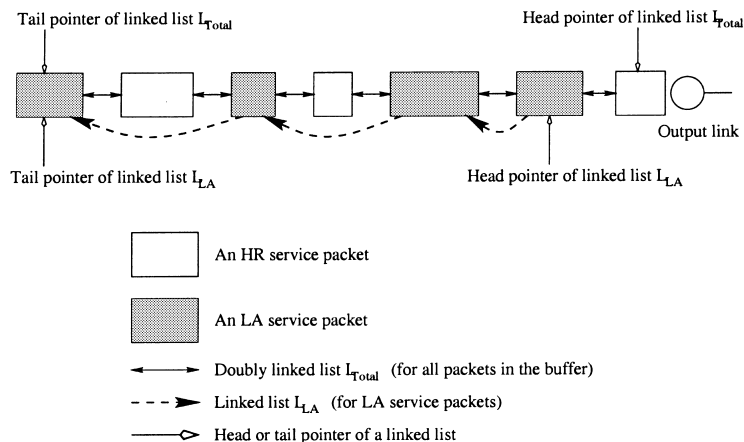 Tail pointer of linked list L_Total
Head pointer of linked list L_Total
Output link
Tail pointer of linked list L_LA
Head pointer of linked list L_LA
An HR service packet
An LA service packet
Doubly linked list L_Total (for all packets in the buffer)
Linked list L_LA (for LA service packets)
Head or tail pointer of a linked list